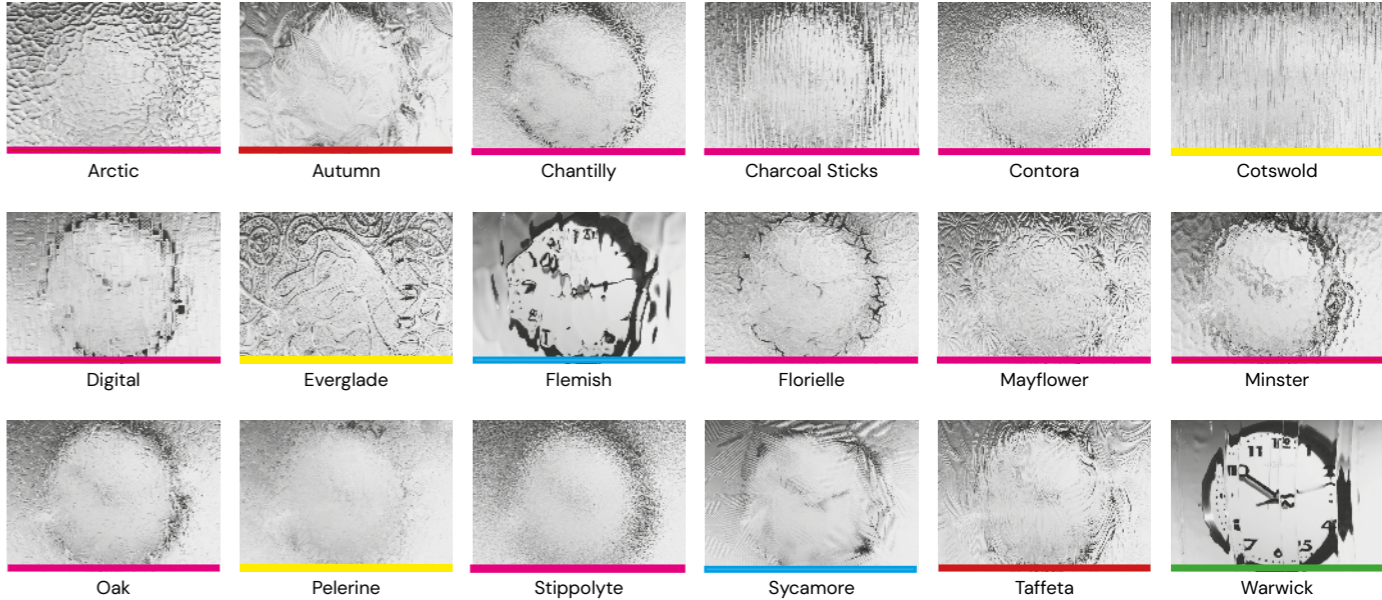 Arctic
Autumn
Chantilly
Charcoal Sticks
Contora
Cotswold
Digital
Everglade
Flemish
Florielle
Mayflower
Minster
Oak
Pelerine
Stippolyte
Sycamore
Taffeta
Warwick